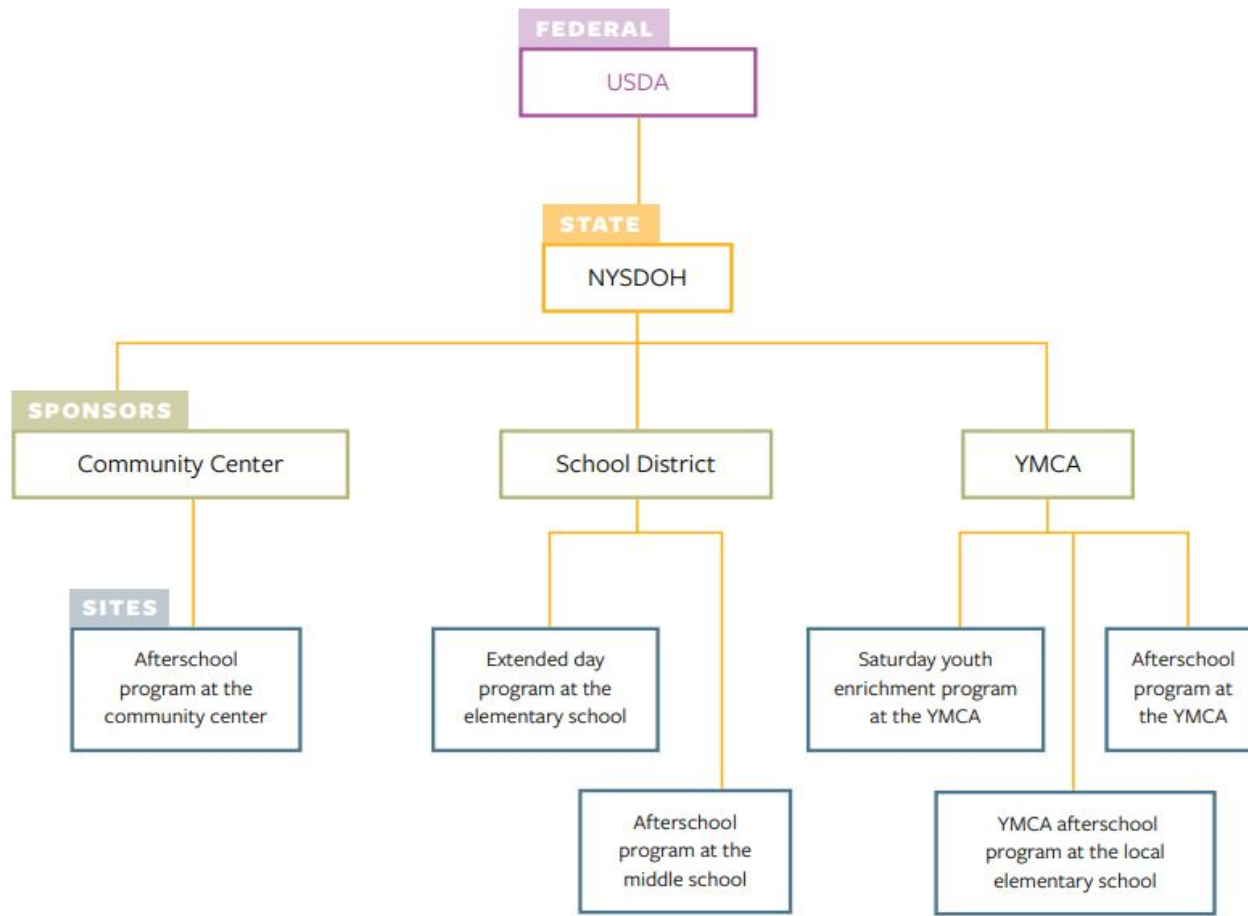 FEDERAL
USDA
STATE
NYSDOH
SPONSORS
Community Center
School District
YMCA
SITES
Afterschool
program at the
community center
Extended day
program at the
elementary school
Saturday youth
enrichment program
at the YMCA
Afterschool
program at
the YMCA
Afterschool
program at the
middle school
YMCA afterschool
program at the local
elementary school